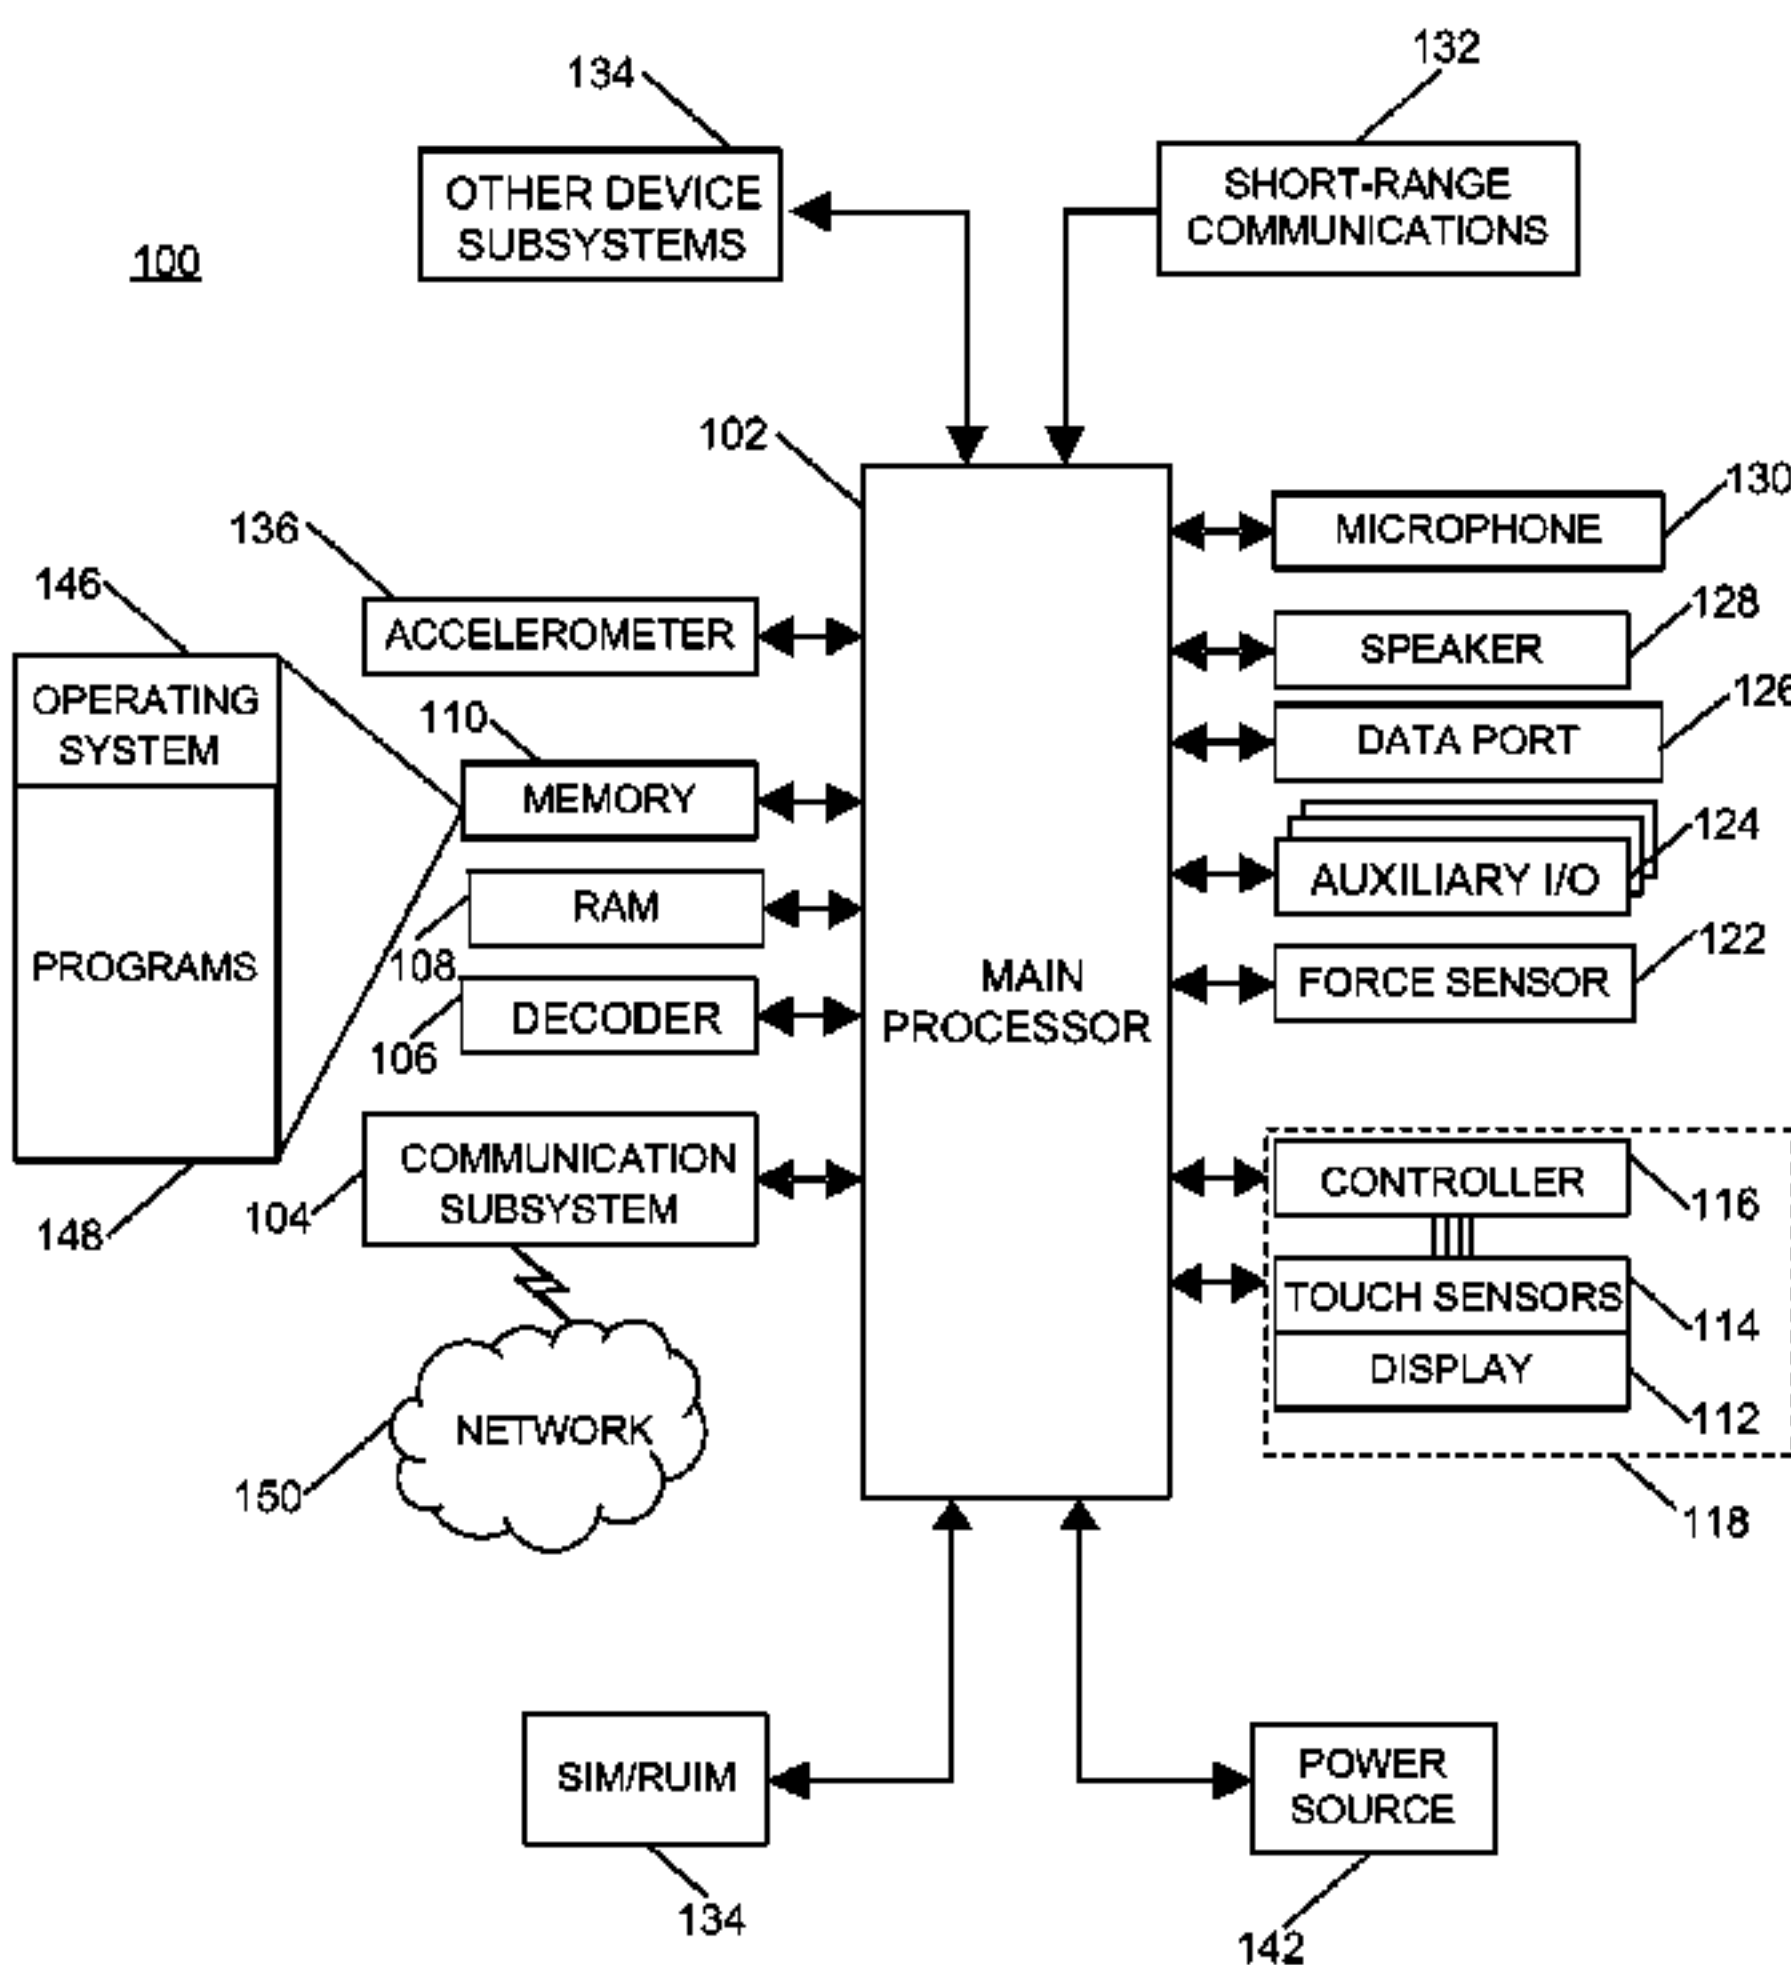 134
132
OTHER DEVICE
SUBSYSTEMS
SHORT-RANGE
COMMUNICATIONS
100
102
130
MICROPHONE
136
146
ACCELEROMETER
128
SPEAKER
OPERATING
SYSTEM
110
126
DATA PORT
MEMORY
124
AUXILIARY I/O
RAM
108
PROGRAMS
122
FORCE SENSOR
MAIN
PROCESSOR
DECODER
106
COMMUNICATION
SUBSYSTEM
104
148
CONTROLLER
116
TOUCH SENSORS
114
DISPLAY
112
NETWORK
150
118
SIM/RUIM
134
POWER
SOURCE
142